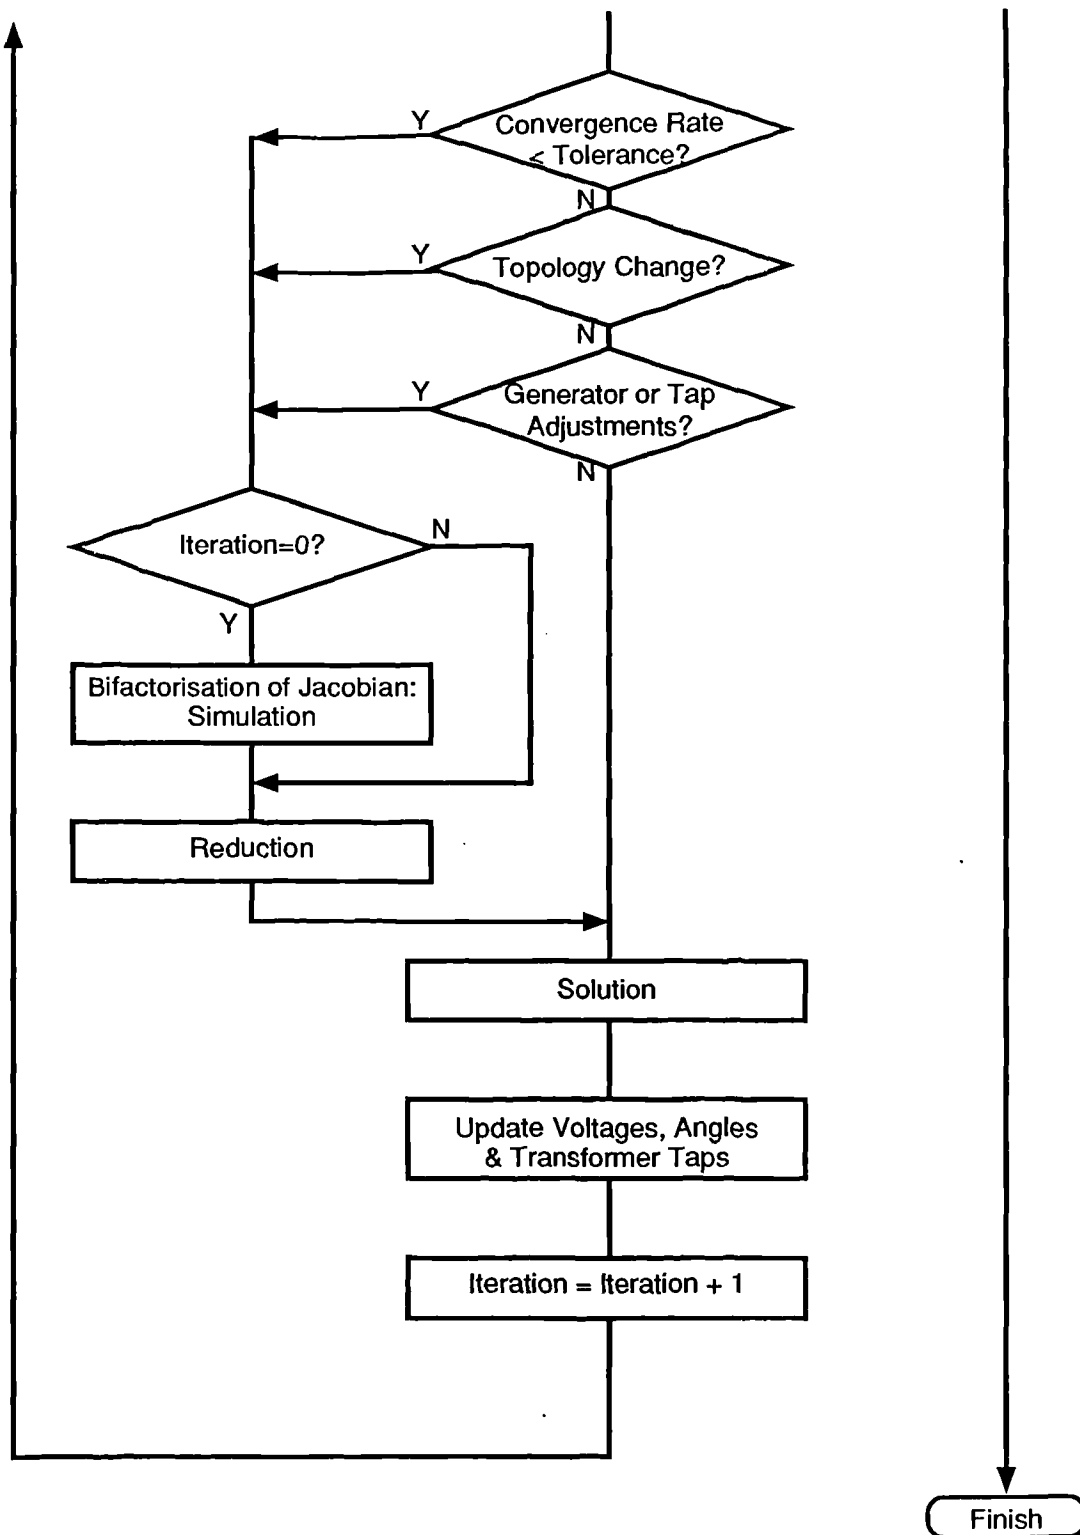 Y
Convergence Rate
< Tolerance?
N
Y
Topology Change?
N
Y
Generator or Tap
Adjustments?
N
Iteration=0?
N
Y
Bifactorisation of Jacobian:
Simulation
Reduction
Solution
Update Voltages, Angles
& Transformer Taps
Iteration = Iteration + 1
Finish